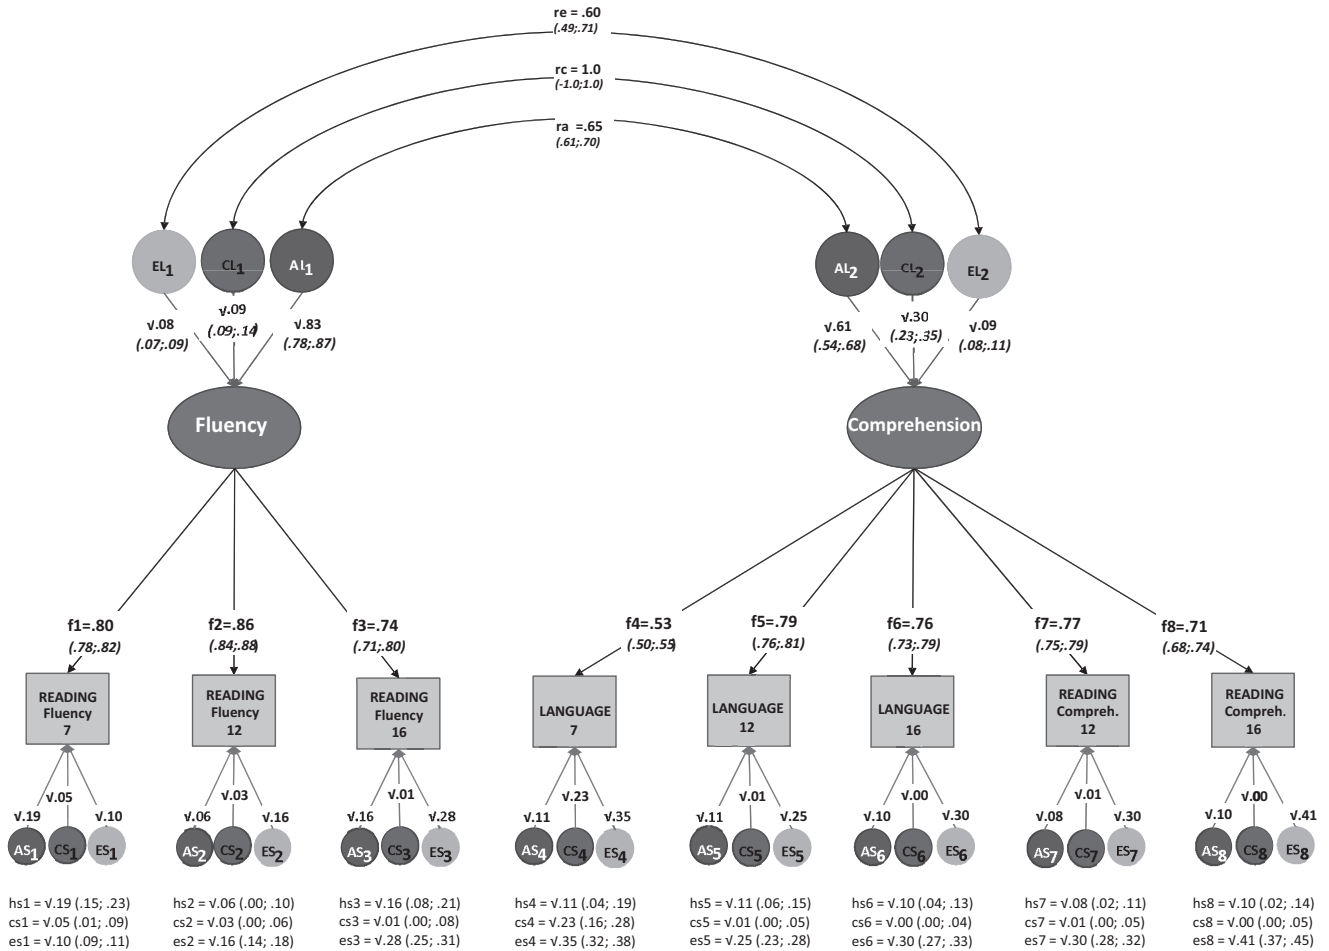 re = .60
(.49;.71)
rc = 1.0
(-1.0;1.0)
ra =.65
(.61;.70)
EL1 CL1 AL1 AL2 CL2 EL2
√.08 √.09 √.83 √.61 √.30 √.09
(.07;.09) (.09;.14) (.78;.87) (.54;.68) (.23;.35) (.08;.11)
Fluency Comprehension
f1=.80 f2=.86 f3=.74 f4=.53 f5=.79 f6=.76 f7=.77 f8=.71
(.78;.82) (.84;.88) (.71;.80) (.50;.55) (.76;.81) (.73;.79) (.75;.79) (.68;.74)
READING
Fluency
7
READING
Fluency
12
READING
Fluency
16
LANGUAGE
7
LANGUAGE
12
LANGUAGE
16
READING
Compreh.
12
READING
Compreh.
16
√.19 √.05 √.10 √.06 √.03 √.16 √.16 √.01 √.28 √.11 √.23 √.35 √.11 √.01 √.25 √.10 √.00 √.30 √.08 √.01 √.30 √.10 √.00 √.41
AS1 CS1 ES1 AS2 CS2 ES2 AS3 CS3 ES3 AS4 CS4 ES4 AS5 CS5 ES5 AS6 CS6 ES6 AS7 CS7 ES7 AS8 CS8 ES8
hs1 = √.19 (.15; .23) hs2 = √.06 (.00; .10) hs3 = √.16 (.08; .21) hs4 = √.11 (.04; .19) hs5 = √.11 (.06; .15) hs6 = √.10 (.04; .13) hs7 = √.08 (.02; .11) hs8 = √.10 (.02; .14)
cs1 = √.05 (.01; .09) cs2 = √.03 (.00; .06) cs3 = √.01 (.00; .08) cs4 = √.23 (.16; .28) cs5 = √.01 (.00; .05) cs6 = √.00 (.00; .04) cs7 = √.01 (.00; .05) cs8 = √.00 (.00; .05)
es1 = √.10 (.09; .11) es2 = √.16 (.14; .18) es3 = √.28 (.25; .31) es4 = √.35 (.32; .38) es5 = √.25 (.23; .28) es6 = √.30 (.27; .33) es7 = √.30 (.28; .32) es8 = √.41 (.37; .45)